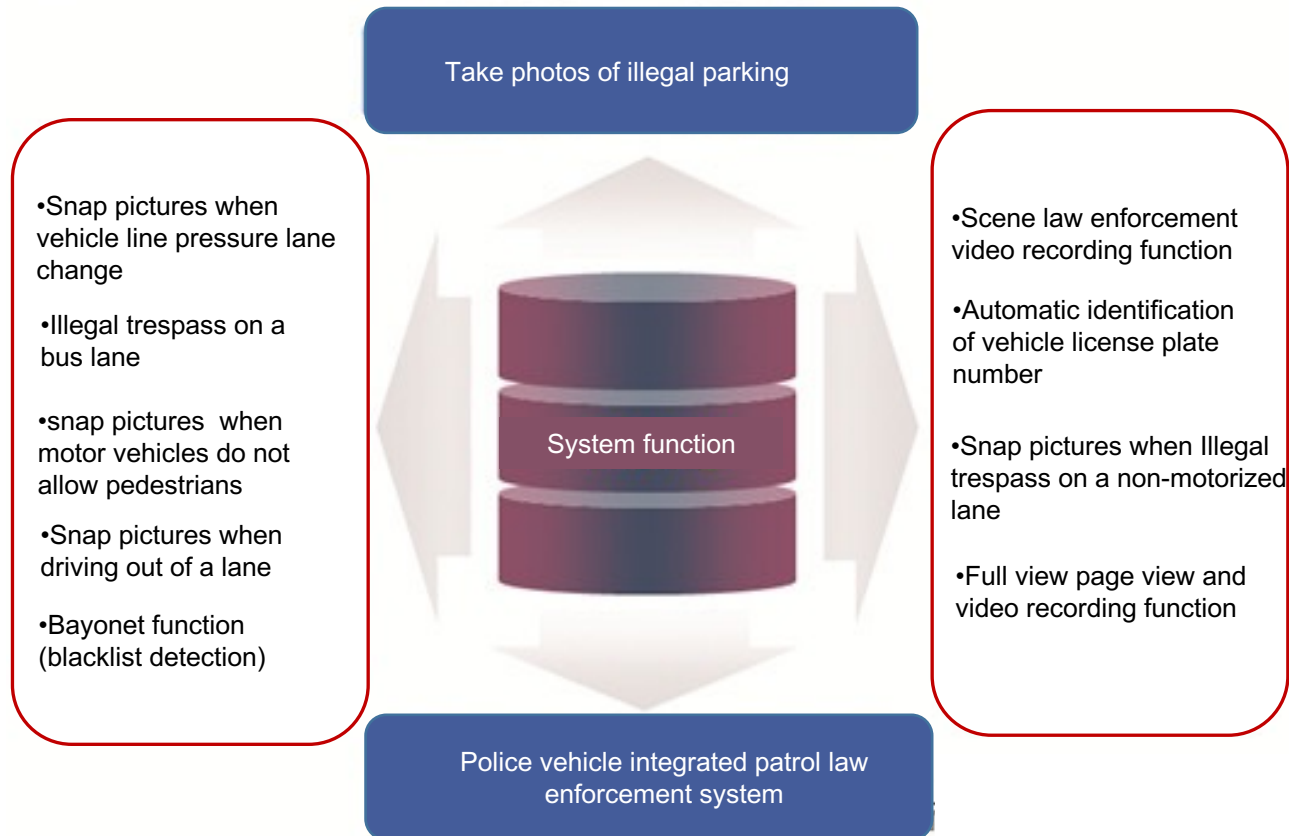 Take photos of illegal parking
•Snap pictures when
vehicle line pressure lane
change
•Illegal trespass on a
bus lane
•snap pictures  when
motor vehicles do not
allow pedestrians
•Snap pictures when
driving out of a lane
•Bayonet function
(blacklist detection)
System function
•Scene law enforcement
video recording function
•Automatic identification
of vehicle license plate
number
•Snap pictures when Illegal
trespass on a non-motorized
lane
•Full view page view and
video recording function
Police vehicle integrated patrol law
enforcement system